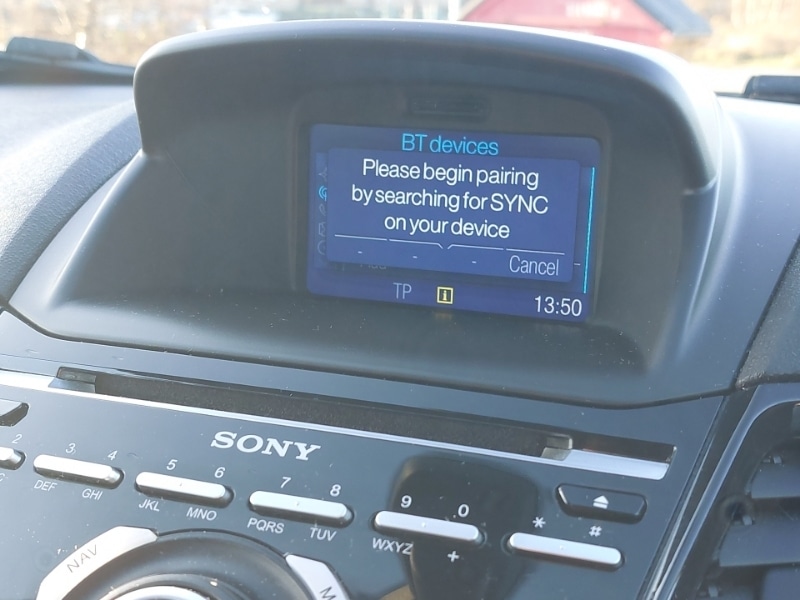 BT devices
Please begin pairing
by searching for SYNC
on your device
- - - Cancel
TP i 13:50
SONY
2 3 4 5 6 7 8 9 0 * #
C DEF GHI JKL MNO PQRS TUV WXYZ +
NAV M